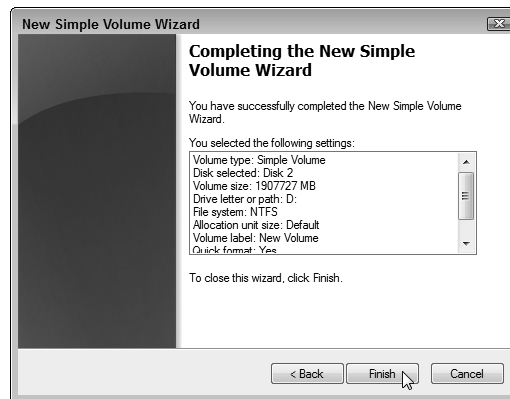 New Simple Volume Wizard
Completing the New Simple
Volume Wizard
You have successfully completed the New Simple Volume
Wizard.
You selected the following settings:
Volume type: Simple Volume
Disk selected: Disk 2
Volume size: 1907727 MB
Drive letter or path: D:
File system: NTFS
Allocation unit size: Default
Volume label: New Volume
Quick format: Yes
To close this wizard, click Finish.
< Back
Finish
Cancel